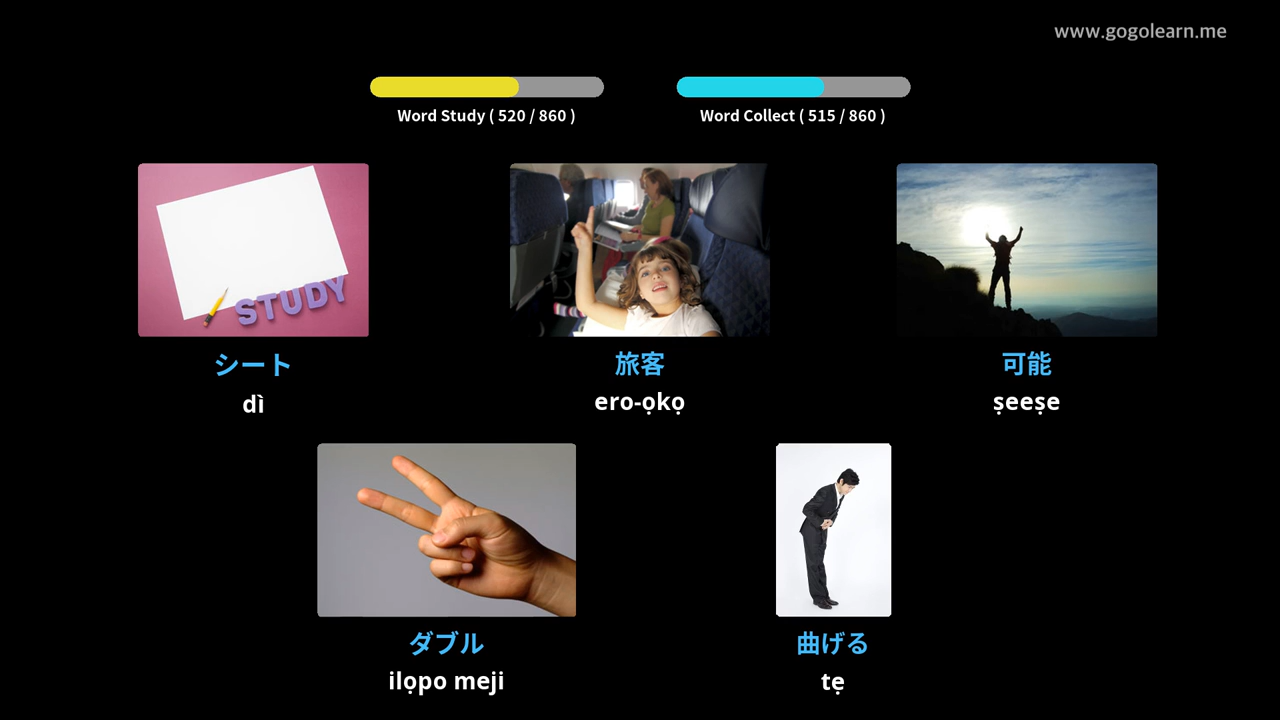 www.gogolearn.me
Word Study ( 520 / 860 )
Word Collect ( 515 / 860 )
STUDY
シート
dì
旅客
ero-ọkọ
可能
ṣeeṣe
ダブル
ilọpo meji
曲げる
tẹ